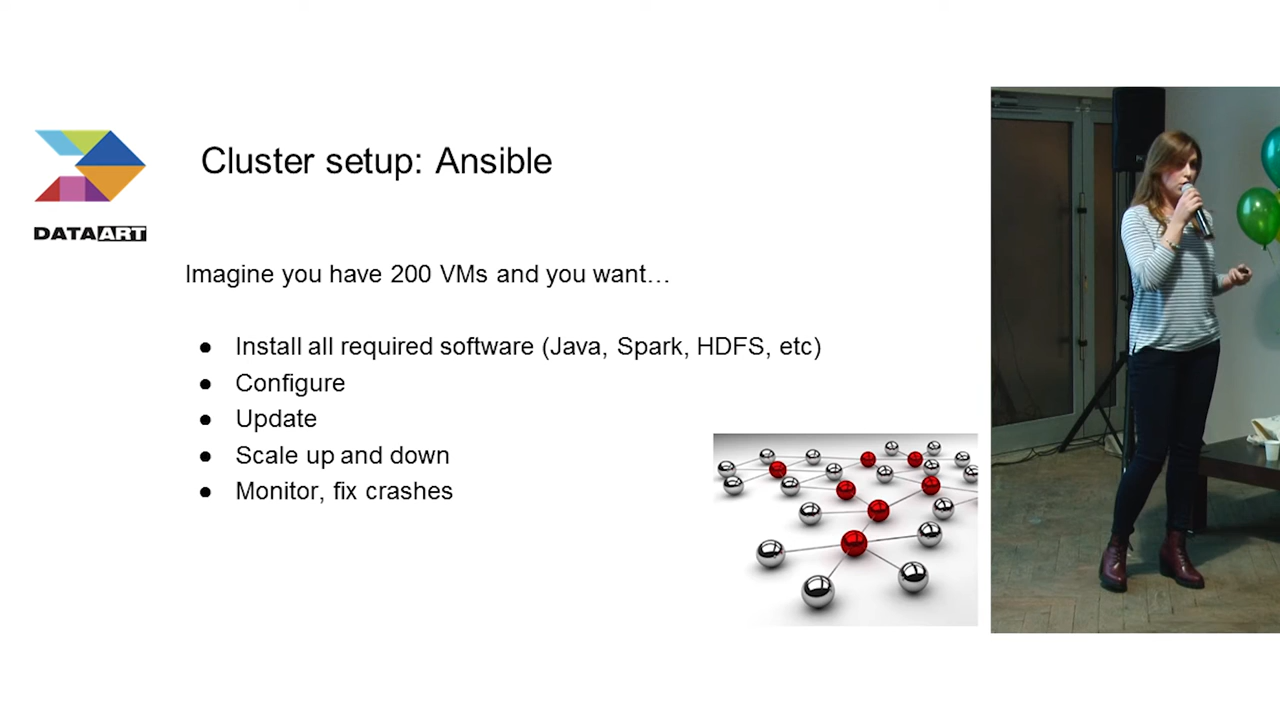 Cluster setup: Ansible
DATAART
Imagine you have 200 VMs and you want…
● Install all required software (Java, Spark, HDFS, etc)
● Configure
● Update
● Scale up and down
● Monitor, fix crashes